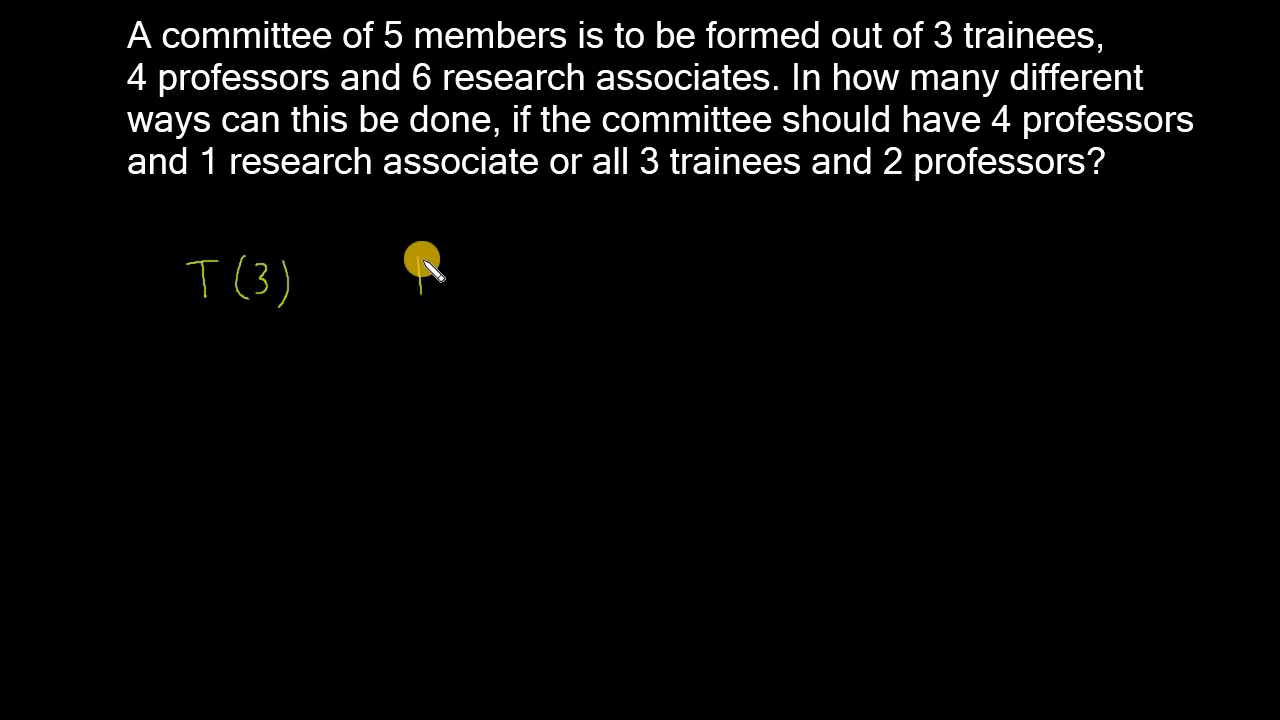 A committee of 5 members is to be formed out of 3 trainees,
4 professors and 6 research associates. In how many different
ways can this be done, if the committee should have 4 professors
and 1 research associate or all 3 trainees and 2 professors?
T (3)